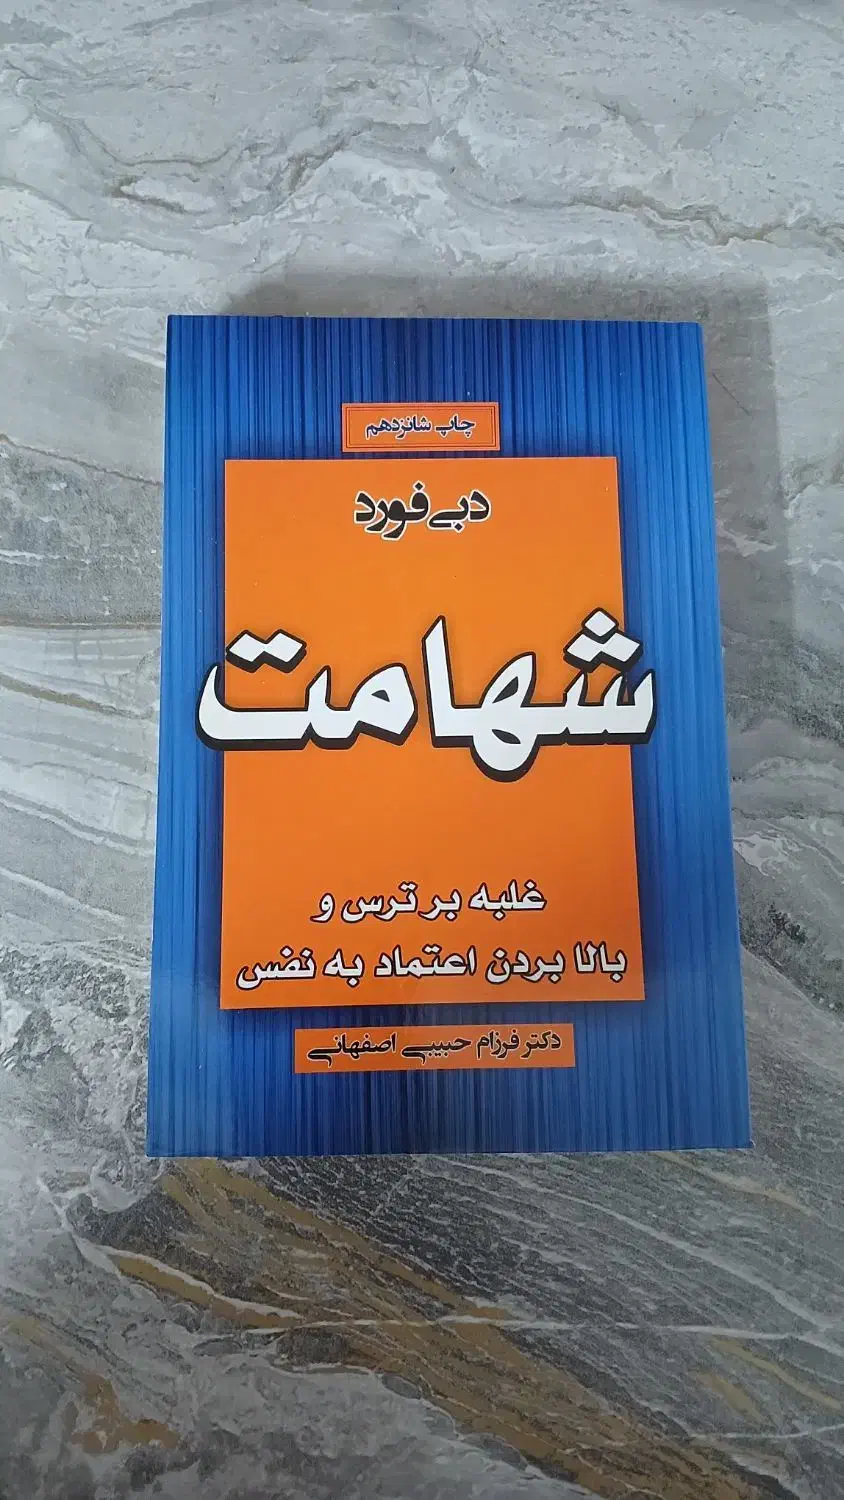 چاپ شانزدهم
دبی فورد
شهامت
غلبه بر ترس و
بالا بردن اعتماد به نفس
دکتر فرزام حبیبی اصفهانی